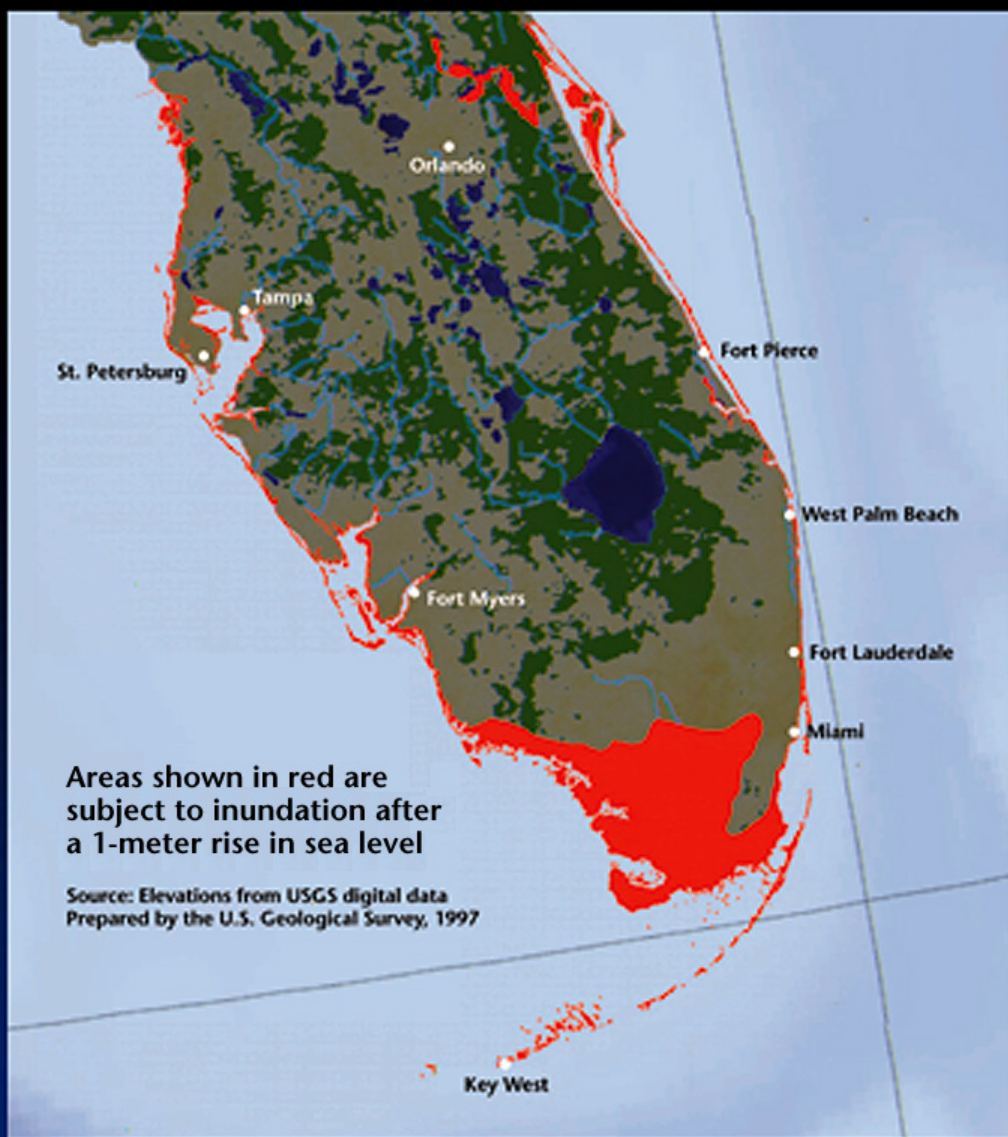 Orlando
Tampa
Fort Pierce
St. Petersburg
West Palm Beach
Fort Myers
Fort Lauderdale
Miami
Areas shown in red are
subject to inundation after
a 1-meter rise in sea level
Source: Elevations from USGS digital data
Prepared by the U.S. Geological Survey, 1997
Key West